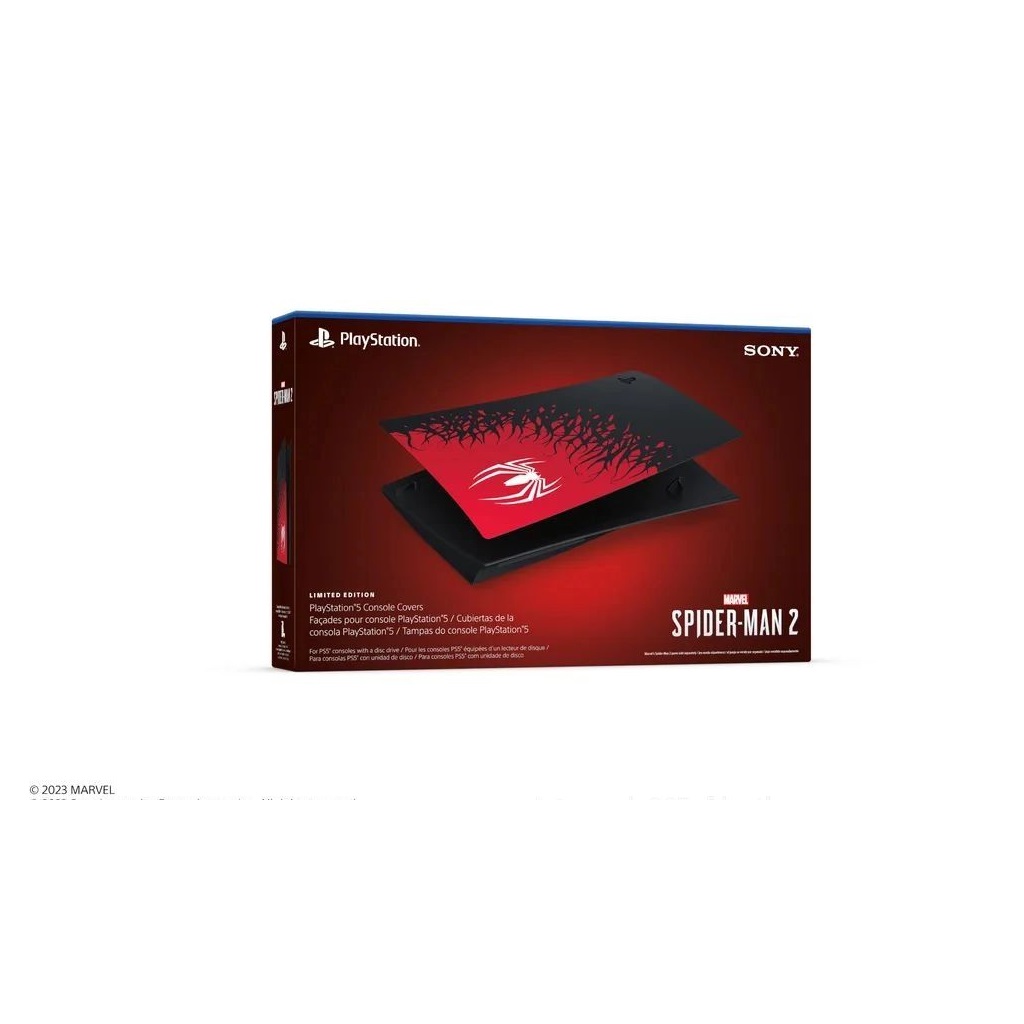 PlayStation.
SONY
SPIDER-MAN 2
LIMITED EDITION
PlayStation®5 Console Covers
Façades pour console PlayStation®5 / Cubiertas de la
consola PlayStation®5 / Tampas do console PlayStation®5
For PS5® consoles with a disc drive / Pour les consoles PS5® équipées d'un lecteur de disque /
Para consolas PS5® con unidad de disco / Para consoles PS5® com unidade de disco
MARVEL
SPIDER-MAN 2
© 2023 MARVEL